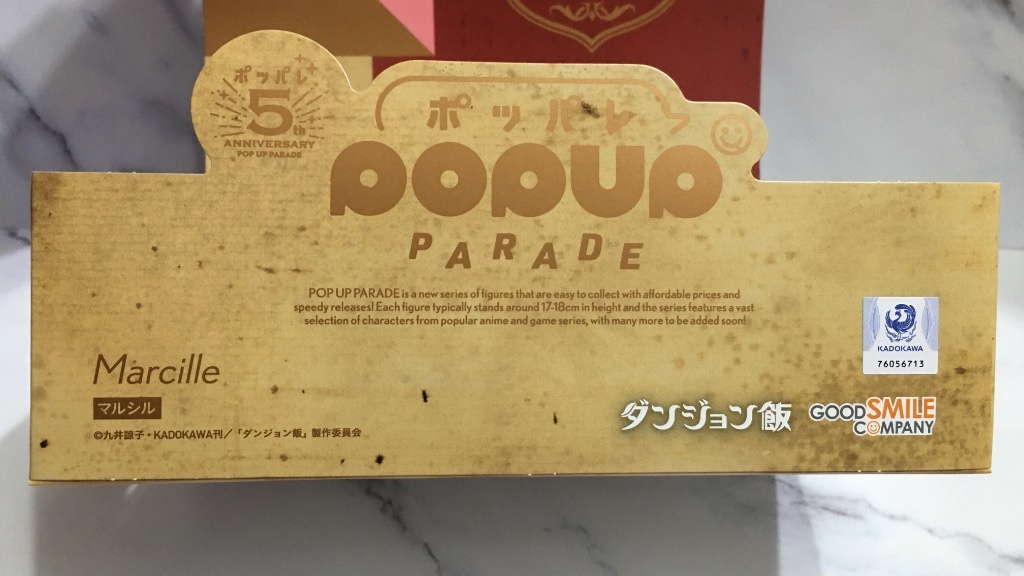 ポッパレ
5th
ANNIVERSARY
POP UP PARADE
ポッパレ
POPUP
PARADE
POP UP PARADE is a new series of figures that are easy to collect with affordable prices and
speedy releases! Each figure typically stands around 17-18cm in height and the series features a vast
selection of characters from popular anime and game series, with many more to be added soon!
KADOKAWA
76056713
Marcille
マルシル
©九井諒子・KADOKAWA刊／「ダンジョン飯」製作委員会
ダンジョン飯
GOOD SMILE
COMPANY